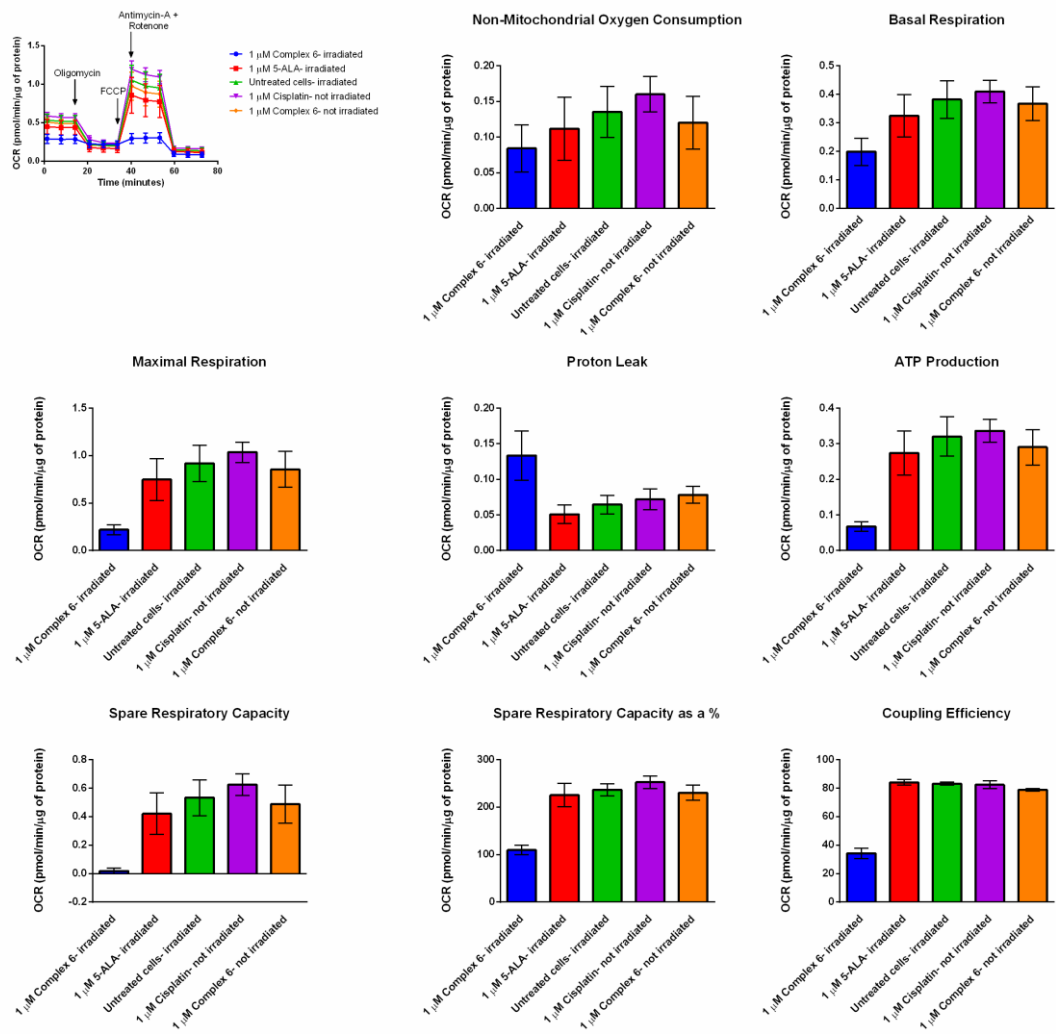 Antimycin-A +
Rotenone
Oligomycin
FCCP
OCR (pmol/min/µg of protein)
1.5
1.0
0.5
0.0
0 20 40 60 80
Time (minutes)
1 µM Complex 6- irradiated
1 µM 5-ALA- irradiated
Untreated cells- irradiated
1 µM Cisplatin- not irradiated
1 µM Complex 6- not irradiated
Non-Mitochondrial Oxygen Consumption
OCR (pmol/min/µg of protein)
0.20
0.15
0.10
0.05
0.00
1 µM Complex 6- irradiated
1 µM 5-ALA- irradiated
Untreated cells- irradiated
1 µM Cisplatin- not irradiated
1 µM Complex 6- not irradiated
Basal Respiration
OCR (pmol/min/µg of protein)
0.5
0.4
0.3
0.2
0.1
0.0
1 µM Complex 6- irradiated
1 µM 5-ALA- irradiated
Untreated cells- irradiated
1 µM Cisplatin- not irradiated
1 µM Complex 6- not irradiated
Maximal Respiration
OCR (pmol/min/µg of protein)
1.5
1.0
0.5
0.0
1 µM Complex 6- irradiated
1 µM 5-ALA- irradiated
Untreated cells- irradiated
1 µM Cisplatin- not irradiated
1 µM Complex 6- not irradiated
Proton Leak
OCR (pmol/min/µg of protein)
0.20
0.15
0.10
0.05
0.00
1 µM Complex 6- irradiated
1 µM 5-ALA- irradiated
Untreated cells- irradiated
1 µM Cisplatin- not irradiated
1 µM Complex 6- not irradiated
ATP Production
OCR (pmol/min/µg of protein)
0.4
0.3
0.2
0.1
0.0
1 µM Complex 6- irradiated
1 µM 5-ALA- irradiated
Untreated cells- irradiated
1 µM Cisplatin- not irradiated
1 µM Complex 6- not irradiated
Spare Respiratory Capacity
OCR (pmol/min/µg of protein)
0.8
0.6
0.4
0.2
0.0
-0.2
1 µM Complex 6- irradiated
1 µM 5-ALA- irradiated
Untreated cells- irradiated
1 µM Cisplatin- not irradiated
1 µM Complex 6- not irradiated
Spare Respiratory Capacity as a %
OCR (pmol/min/µg of protein)
300
200
100
0
1 µM Complex 6- irradiated
1 µM 5-ALA- irradiated
Untreated cells- irradiated
1 µM Cisplatin- not irradiated
1 µM Complex 6- not irradiated
Coupling Efficiency
OCR (pmol/min/µg of protein)
100
80
60
40
20
0
1 µM Complex 6- irradiated
1 µM 5-ALA- irradiated
Untreated cells- irradiated
1 µM Cisplatin- not irradiated
1 µM Complex 6- not irradiated